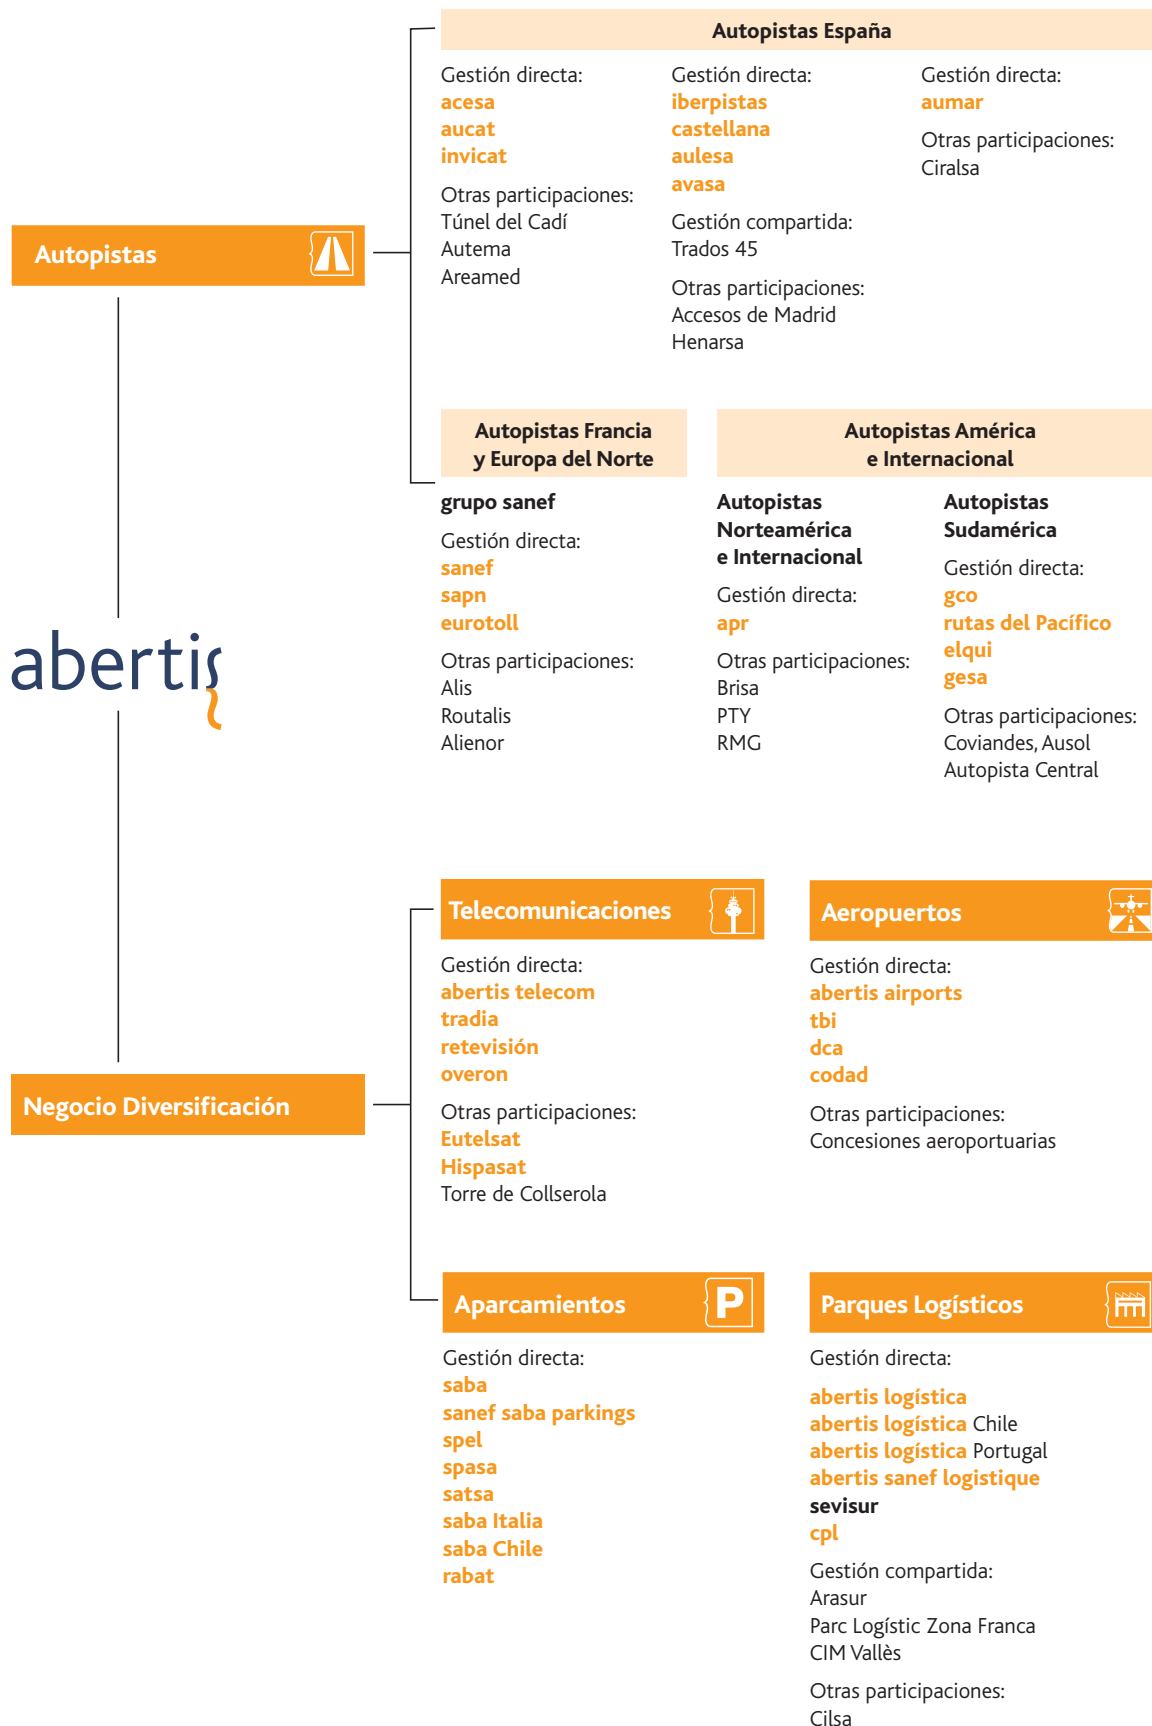 Autopistas España
Gestión directa:
acesa
aucat
invicat
Otras participaciones:
Túnel del Cadí
Autema
Areamed
Gestión directa:
iberpistas
castellana
aulesa
avasa
Gestión compartida:
Trados 45
Otras participaciones:
Accesos de Madrid
Henarsa
Gestión directa:
aumar
Otras participaciones:
Ciralsa
Autopistas
Autopistas Francia
y Europa del Norte
grupo sanef
Gestión directa:
sanef
sapn
eurotoll
Otras participaciones:
Alis
Routalis
Alienor
Autopistas América
e Internacional
Autopistas
Norteamérica
e Internacional
Gestión directa:
apr
Otras participaciones:
Brisa
PTY
RMG
Autopistas
Sudamérica
Gestión directa:
gco
rutas del Pacífico
elqui
gesa
Otras participaciones:
Coviandes, Ausol
Autopista Central
abertis
Telecomunicaciones
Gestión directa:
abertis telecom
tradia
retevisión
overon
Otras participaciones:
Eutelsat
Hispasat
Torre de Collserola
Aeropuertos
Gestión directa:
abertis airports
tbi
dca
codad
Otras participaciones:
Concesiones aeroportuarias
Negocio Diversificación
Aparcamientos
P
Gestión directa:
saba
sanef saba parkings
spel
spasa
satsa
saba Italia
saba Chile
rabat
Parques Logísticos
Gestión directa:
abertis logística
abertis logística Chile
abertis logística Portugal
abertis sanef logistique
sevisur
cpl
Gestión compartida:
Arasur
Parc Logístic Zona Franca
CIM Vallès
Otras participaciones:
Cilsa